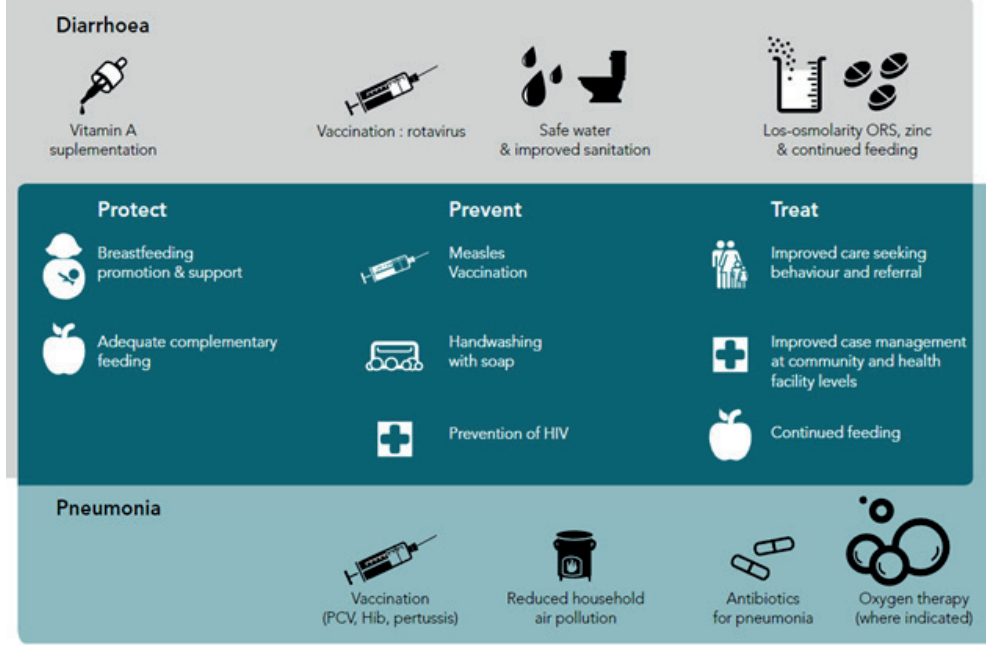 Diarrhoea
Vitamin A
suplementation
Vaccination : rotavirus
Safe water
& improved sanitation
Los-osmolarity ORS, zinc
& continued feeding
Protect
Breastfeeding
promotion & support
Adequate complementary
feeding
Prevent
Measles
Vaccination
Handwashing
with soap
Prevention of HIV
Treat
Improved care seeking
behaviour and referral
Improved case management
at community and health
facility levels
Continued feeding
Pneumonia
Vaccination
(PCV, Hib, pertussis)
Reduced household
air pollution
Antibiotics
for pneumonia
Oxygen therapy
(where indicated)